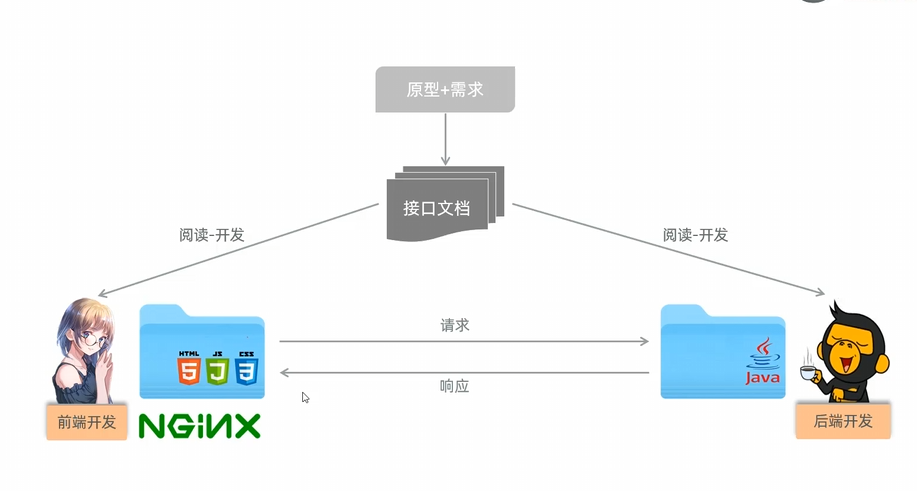 原型+需求
接口文档
阅读-开发
阅读-开发
请求
响应
HTML
5
JS
CSS
3
Java
前端开发
NGiNX
后端开发